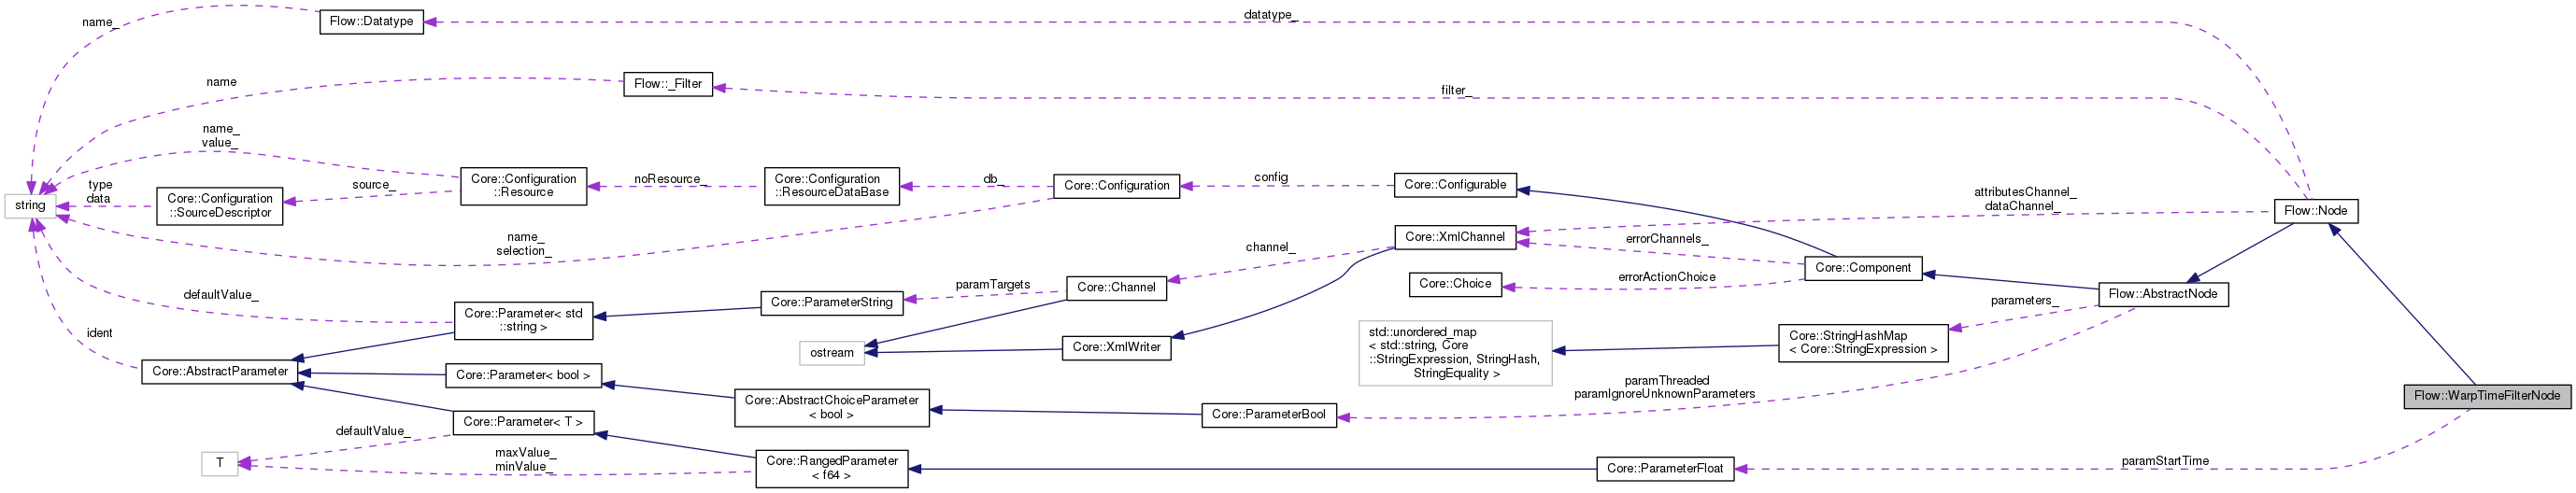 name_
Flow::Datatype
datatype_
name
Flow::_Filter
filter_
name_
value_
type
data
string
Core::Configuration
::SourceDescriptor
source_
Core::Configuration
::Resource
noResource_
Core::Configuration
::ResourceDataBase
db_
Core::Configuration
config
Core::Configurable
attributesChannel_
dataChannel_
Flow::Node
name_
selection_
channel_
Core::XmlChannel
errorChannels_
Core::Component
errorActionChoice
Core::Choice
defaultValue_
Core::Parameter< std
::string >
Core::ParameterString
paramTargets
Core::Channel
Flow::AbstractNode
parameters_
ident
ostream
Core::XmlWriter
std::unordered_map
< std::string, Core
::StringExpression, StringHash,
StringEquality >
Core::StringHashMap
< Core::StringExpression >
Core::AbstractParameter
Core::Parameter< bool >
Core::AbstractChoiceParameter
< bool >
Core::ParameterBool
paramThreaded
paramIgnoreUnknownParameters
Flow::WarpTimeFilterNode
Core::Parameter< T >
defaultValue_
T
maxValue_
minValue_
Core::RangedParameter
< f64 >
Core::ParameterFloat
paramStartTime